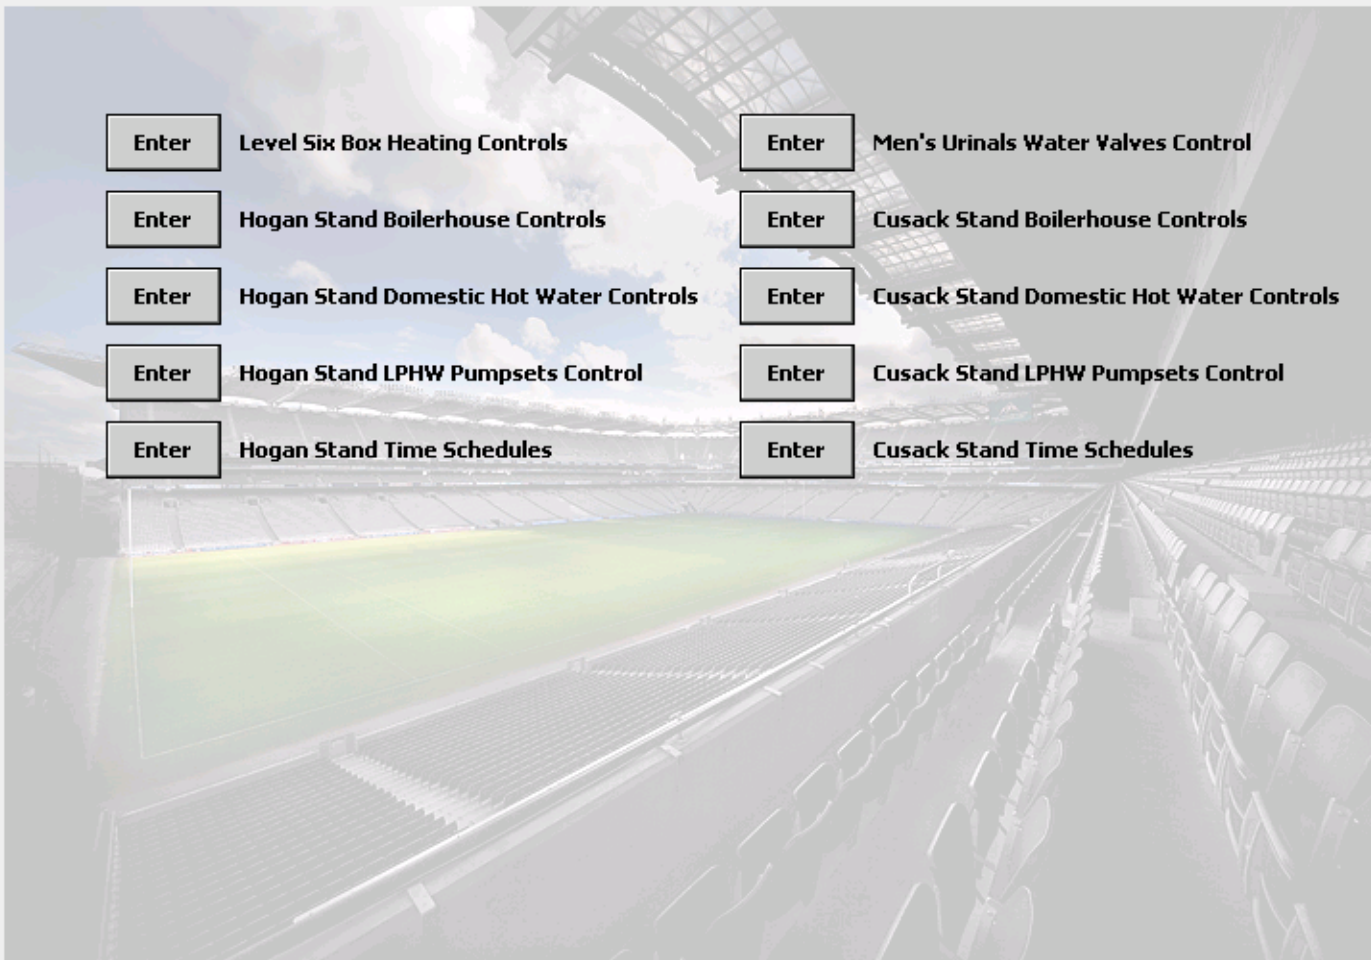 Enter Level Six Box Heating Controls
Enter Men's Urinals Water Valves Control
Enter Hogan Stand Boilerhouse Controls
Enter Cusack Stand Boilerhouse Controls
Enter Hogan Stand Domestic Hot Water Controls
Enter Cusack Stand Domestic Hot Water Controls
Enter Hogan Stand LPHW Pumpsets Control
Enter Cusack Stand LPHW Pumpsets Control
Enter Hogan Stand Time Schedules
Enter Cusack Stand Time Schedules